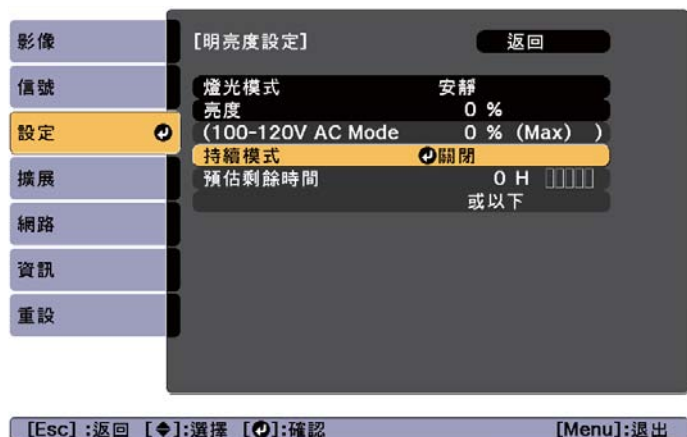 影像
信號
設定
擴展
網路
資訊
重設
[明亮度設定] 返回
燈光模式 安靜
亮度 0 %
(100-120V AC Mode 0 % (Max) )
持續模式 關閉
預估剩餘時間 0 H
或以下
[Esc] :返回 [◆]:選擇 [↵]:確認 [Menu]:退出